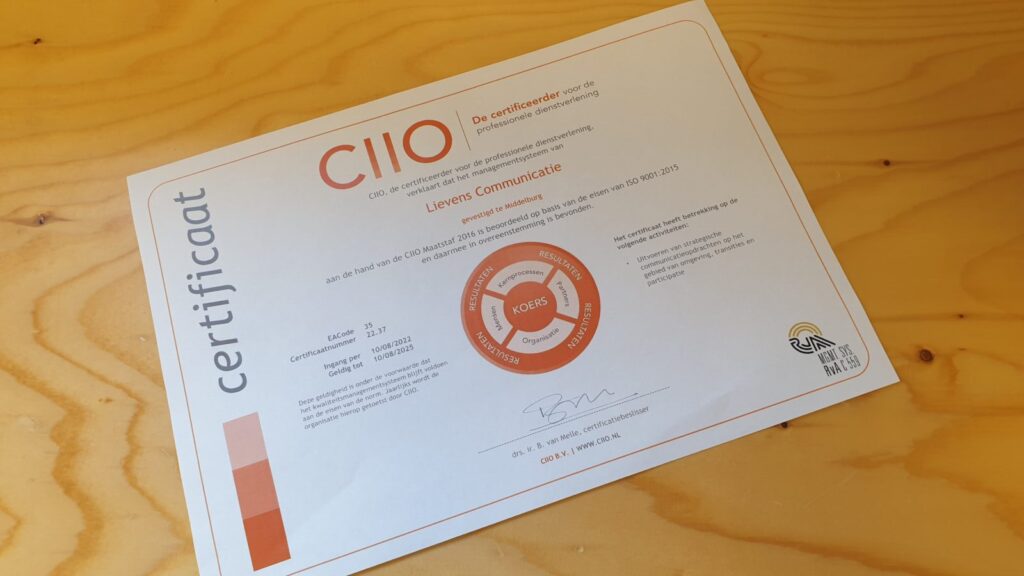 certificaat
CIIO
De certificeerder voor de
professionele dienstverlening
CIIO, de certificeerder voor de professionele dienstverlening,
verklaart dat het managementsysteem van
Lievens Communicatie
gevestigd te Middelburg
aan de hand van de CIIO Maatstaf 2016 is beoordeeld op basis van de eisen van ISO 9001:2015
en daarmee in overeenstemming is bevonden.
Het certificaat heeft betrekking op de
volgende activiteiten:
• Uitvoeren van strategische
communicatieopdrachten op het
gebied van omgeving, transities en
participatie
RESULTATEN
RESULTATEN
RESULTATEN
RESULTATEN
Kernprocessen
Partners
Organisatie
Mensen
KOERS
EACode 35
Certificaatnummer 22.37
Ingang per 10/08/2022
Geldig tot 10/08/2025
Deze geldigheid is onder de voorwaarde dat
het kwaliteitsmanagementsysteem blijft voldoen
aan de eisen van de norm. Jaarlijks wordt de
organisatie hierop getoetst door CIIO.
drs. ir. B. van Melle, certificatiebeslisser
CIIO B.V. | WWW.CIIO.NL
RVA
MGMT. SYS
RvA C 550